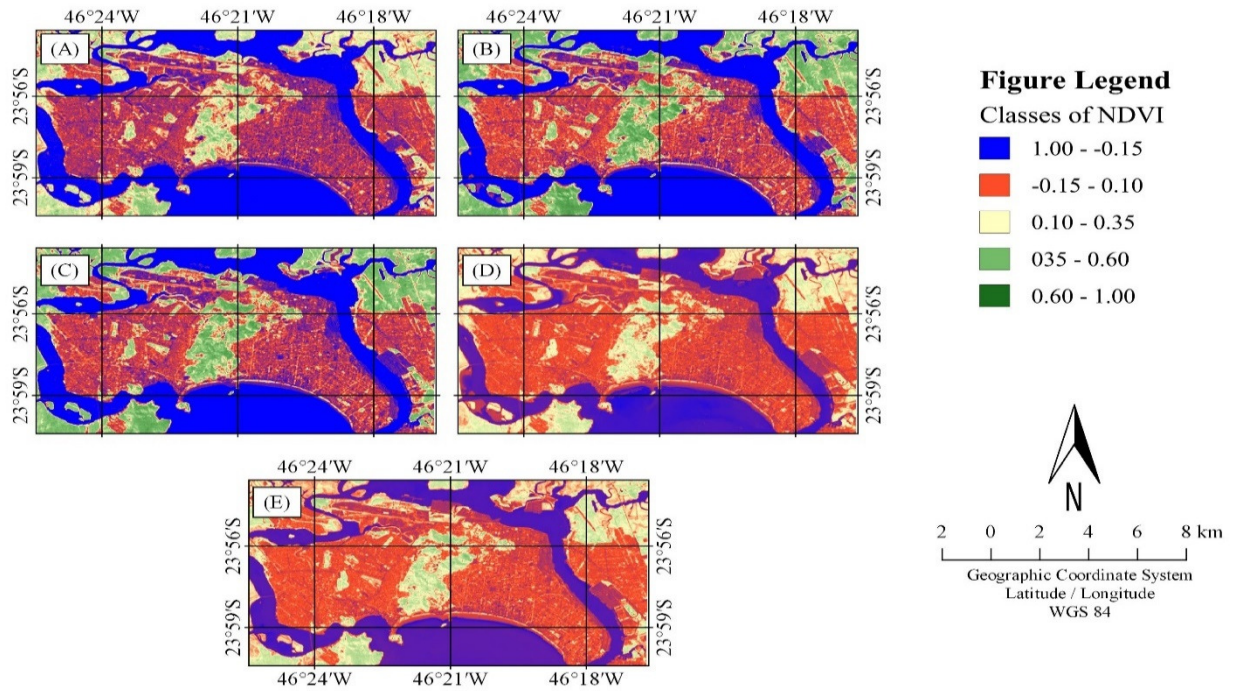 46°24'W 46°21'W 46°18'W 46°24'W 46°21'W 46°18'W
(A) (B)
23°56'S 23°56'S
23°59'S 23°59'S
(C) (D)
23°56'S 23°56'S
23°59'S 23°59'S
46°24'W 46°21'W 46°18'W
(E)
23°56'S 23°56'S
23°59'S 23°59'S
46°24'W 46°21'W 46°18'W
Figure Legend
Classes of NDVI
1.00 - -0.15
-0.15 - 0.10
0.10 - 0.35
035 - 0.60
0.60 - 1.00
N
2 0 2 4 6 8 km
Geographic Coordinate System
Latitude / Longitude
WGS 84